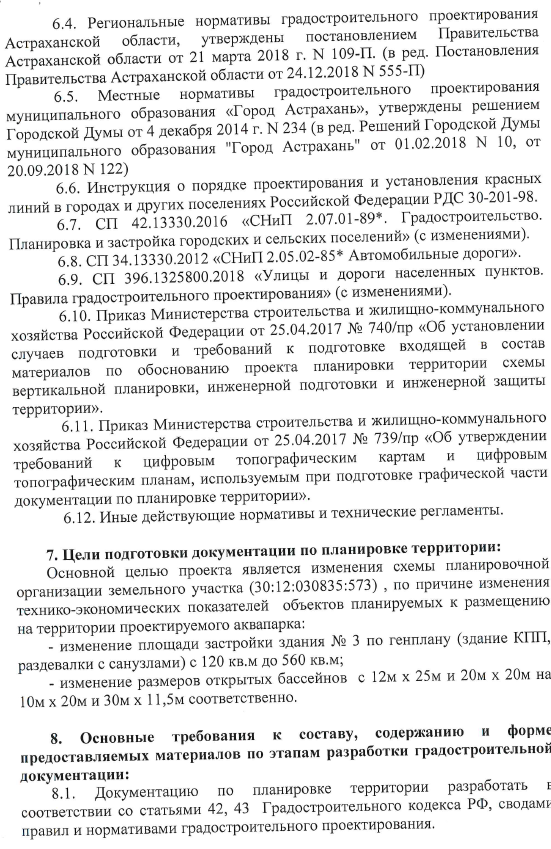 6.4. Региональные нормативы градостроительного проектирования
Астраханской области, утверждены постановлением Правительства
Астраханской области от 21 марта 2018 г. N 109-П. (в ред. Постановления
Правительства Астраханской области от 24.12.2018 N 555-П)
6.5. Местные нормативы градостроительного проектирования
муниципального образования «Город Астрахань», утверждены решением
Городской Думы от 4 декабря 2014 г. N 234 (в ред. Решений Городской Думы
муниципального образования "Город Астрахань" от 01.02.2018 N 10, от
20.09.2018 N 122)
6.6. Инструкция о порядке проектирования и установления красных
линий в городах и других поселениях Российской Федерации РДС 30-201-98.
6.7. СП 42.13330.2016 «СНиП 2.07.01-89*. Градостроительство.
Планировка и застройка городских и сельских поселений» (с изменениями).
6.8. СП 34.13330.2012 «СНиП 2.05.02-85* Автомобильные дороги».
6.9. СП 396.1325800.2018 «Улицы и дороги населенных пунктов.
Правила градостроительного проектирования» (с изменениями).
6.10. Приказ Министерства строительства и жилищно-коммунального
хозяйства Российской Федерации от 25.04.2017 № 740/пр «Об установлении
случаев подготовки и требований к подготовке входящей в состав
материалов по обоснованию проекта планировки территории схемы
вертикальной планировки, инженерной подготовки и инженерной защиты
территории».
6.11. Приказ Министерства строительства и жилищно-коммунального
хозяйства Российской Федерации от 25.04.2017 № 739/пр «Об утверждении
требований к цифровым топографическим картам и цифровым
топографическим планам, используемым при подготовке графической части
документации по планировке территории».
6.12. Иные действующие нормативы и технические регламенты.
7. Цели подготовки документации по планировке территории:
Основной целью проекта является изменения схемы планировочной
организации земельного участка (30:12:030835:573) , по причине изменения
технико-экономических показателей объектов планируемых к размещению
на территории проектируемого аквапарка:
- изменение площади застройки здания № 3 по генплану (здание КПП,
раздевалки с санузлами) с 120 кв.м до 560 кв.м;
- изменение размеров открытых бассейнов с 12м х 25м и 20м х 20м на
10м х 20м и 30м х 11,5м соответственно.
8. Основные требования к составу, содержанию и форме
предоставляемых материалов по этапам разработки градостроительной
документации:
8.1. Документацию по планировке территории разработать в
соответствии со статьями 42, 43 Градостроительного кодекса РФ, сводами
правил и нормативами градостроительного проектирования.